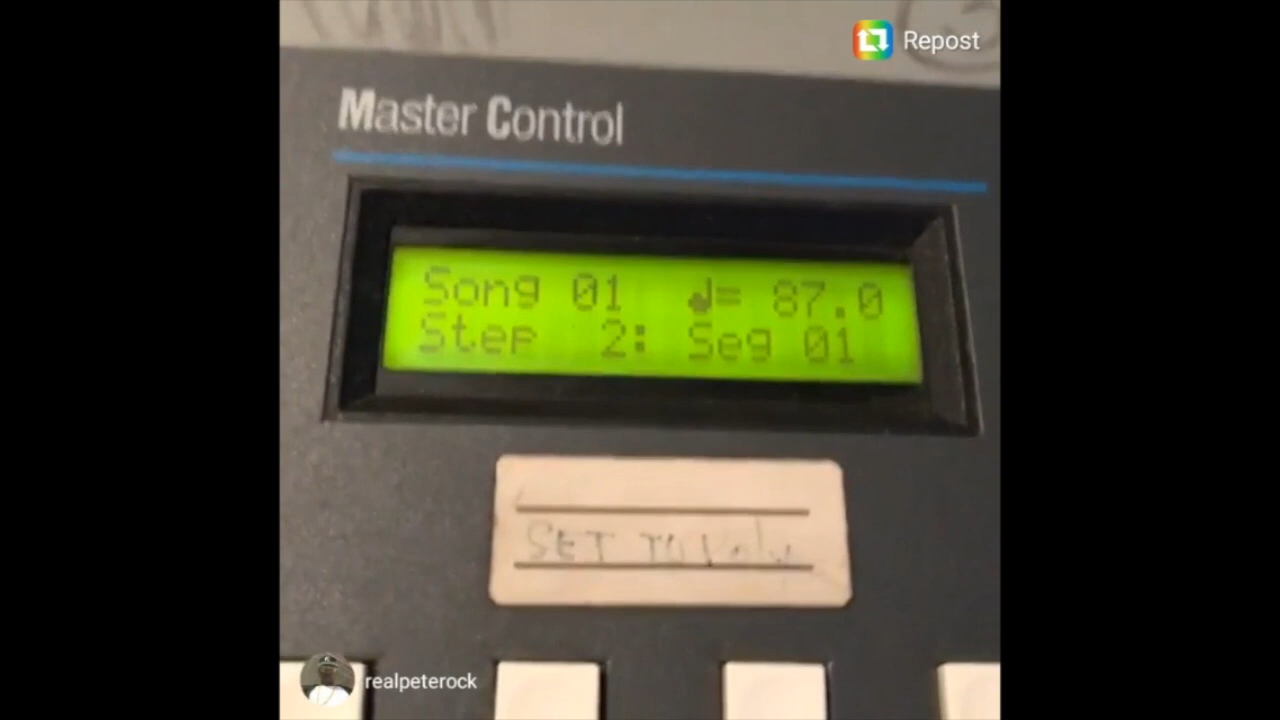 Repost
Master Control
Song 01 ♩= 87.0
Step 2: Seg 01
SET TO
realpeterock